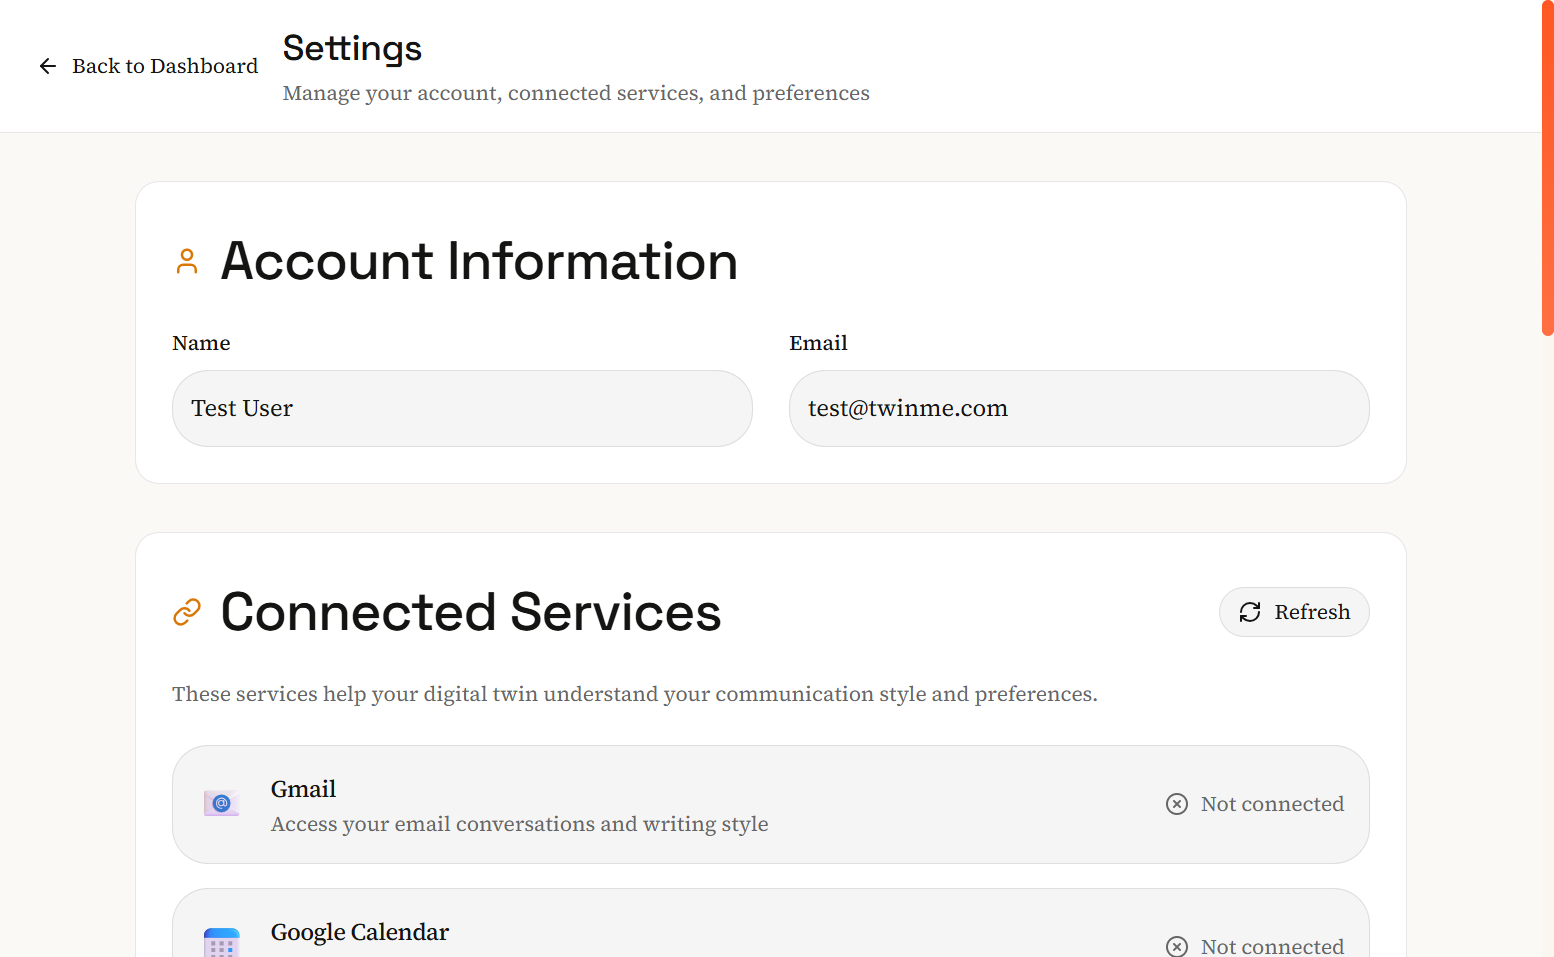 Back to Dashboard
Settings
Manage your account, connected services, and preferences
Account Information
Name
Test User
Email
test@twinme.com
Connected Services
Refresh
These services help your digital twin understand your communication style and preferences.
Gmail
Access your email conversations and writing style
Not connected
Google Calendar
Not connected